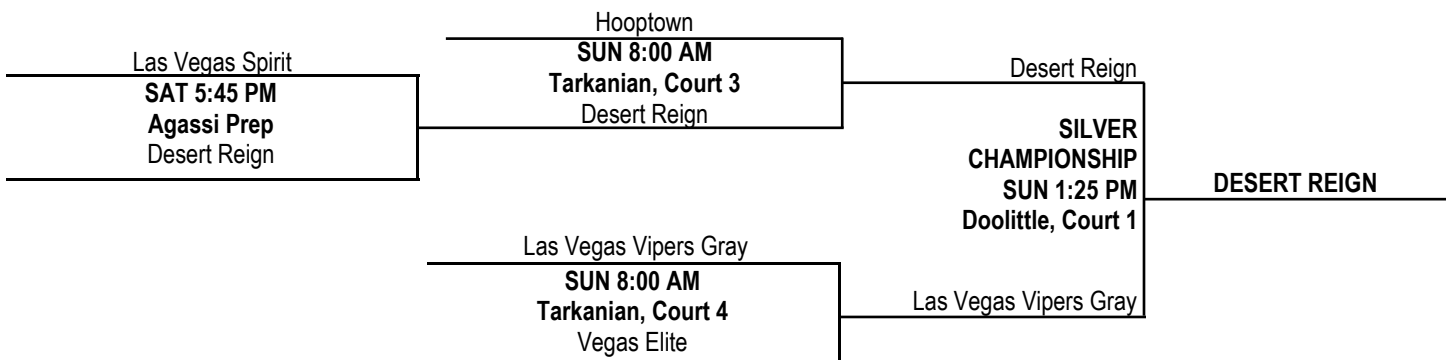 Las Vegas Spirit
SAT 5:45 PM
Agassi Prep
Desert Reign
Hooptown
SUN 8:00 AM
Tarkanian, Court 3
Desert Reign
Las Vegas Vipers Gray
SUN 8:00 AM
Tarkanian, Court 4
Vegas Elite
Desert Reign
SILVER
CHAMPIONSHIP
SUN 1:25 PM
Doolittle, Court 1
Las Vegas Vipers Gray
DESERT REIGN